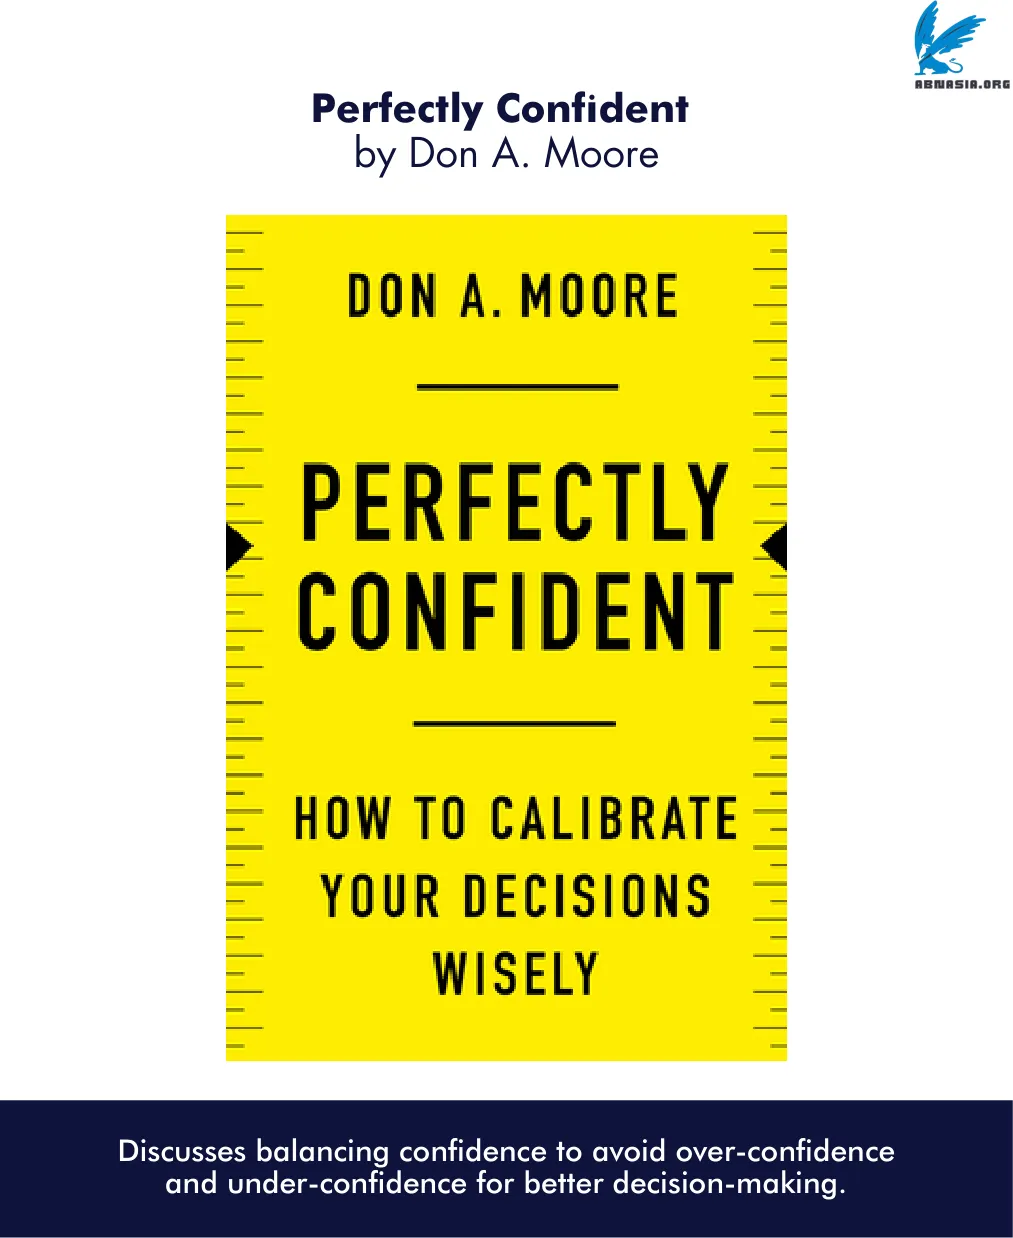 ABNASIA.ORG
Perfectly Confident
by Don A. Moore
DON A. MOORE
PERFECTLY
CONFIDENT
HOW TO CALIBRATE
YOUR DECISIONS
WISELY
Discusses balancing confidence to avoid over-confidence
and under-confidence for better decision-making.